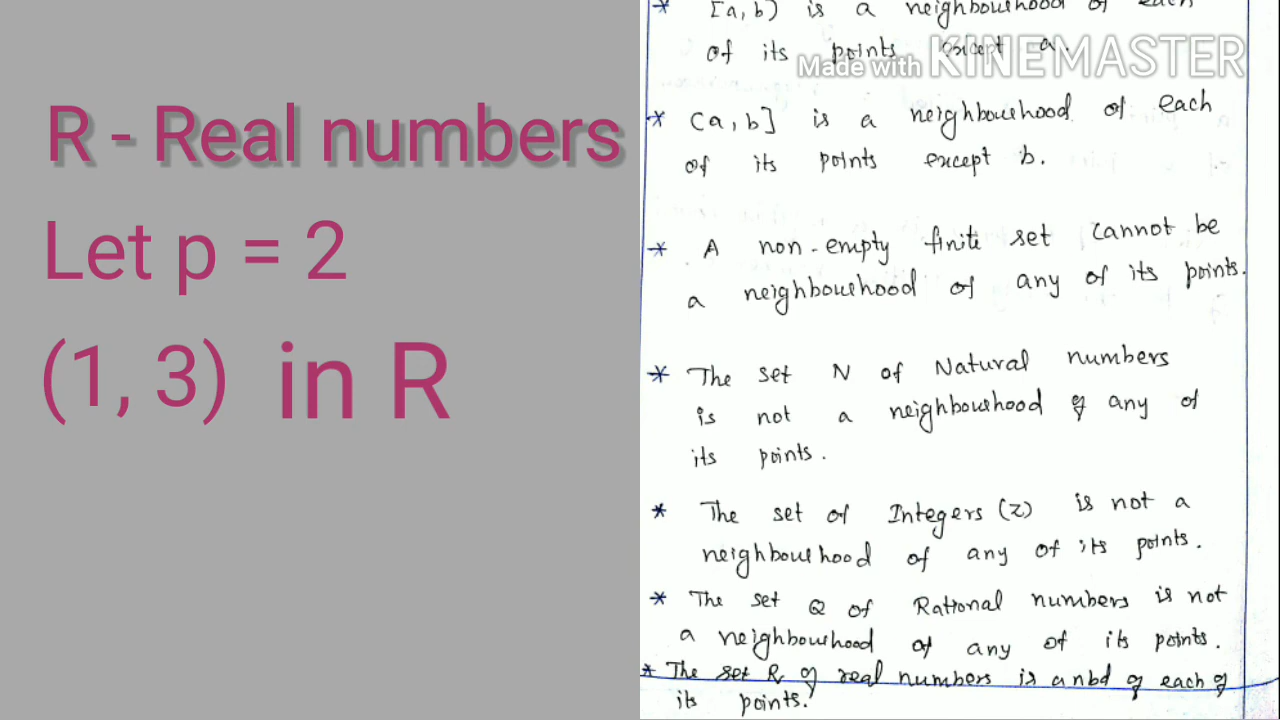 R - Real numbers
Let p = 2
(1, 3) in R
* [a, b) is a neighbourhood of each
of its points except a.
Made with KINEMASTER
* (a, b] is a neighbourhood of each
of its points except b.
* A non-empty finite set cannot be
a neighbourhood of any of its points.
* The set N of Natural numbers
is not a neighbourhood of any of
its points.
* The set of Integers (Z) is not a
neighbourhood of any of its points.
* The set Q of Rational numbers is not
a neighbourhood of any of its points.
* The set R of real numbers is a nbd of each of
its points.